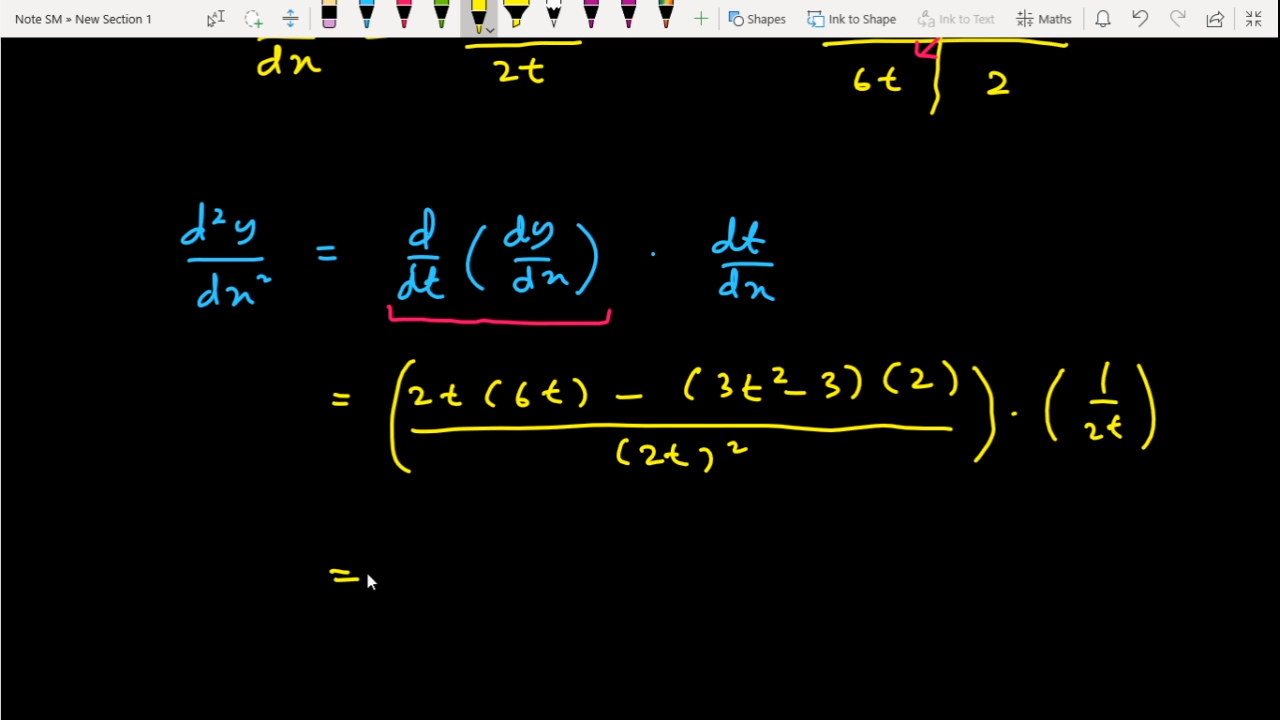 Note SM » New Section 1 Shapes Ink to Shape Ink to Text Maths
dx 2t 6t 2
d²y/dx² = d/dt (dy/dx) · dt/dx
= (2t(6t) − (3t²−3)(2) / (2t)²) · (1/2t)
=